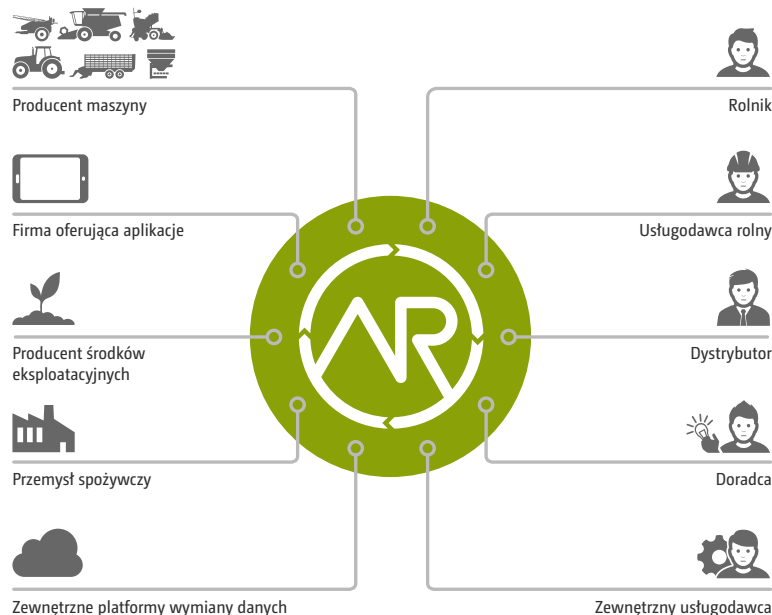 Producent maszyny
Rolnik
Firma oferująca aplikacje
Usługodawca rolny
AR
Producent środków
eksploatacyjnych
Dystrybutor
Przemysł spożywczy
Doradca
Zewnętrzne platformy wymiany danych
Zewnętrzny usługodawca